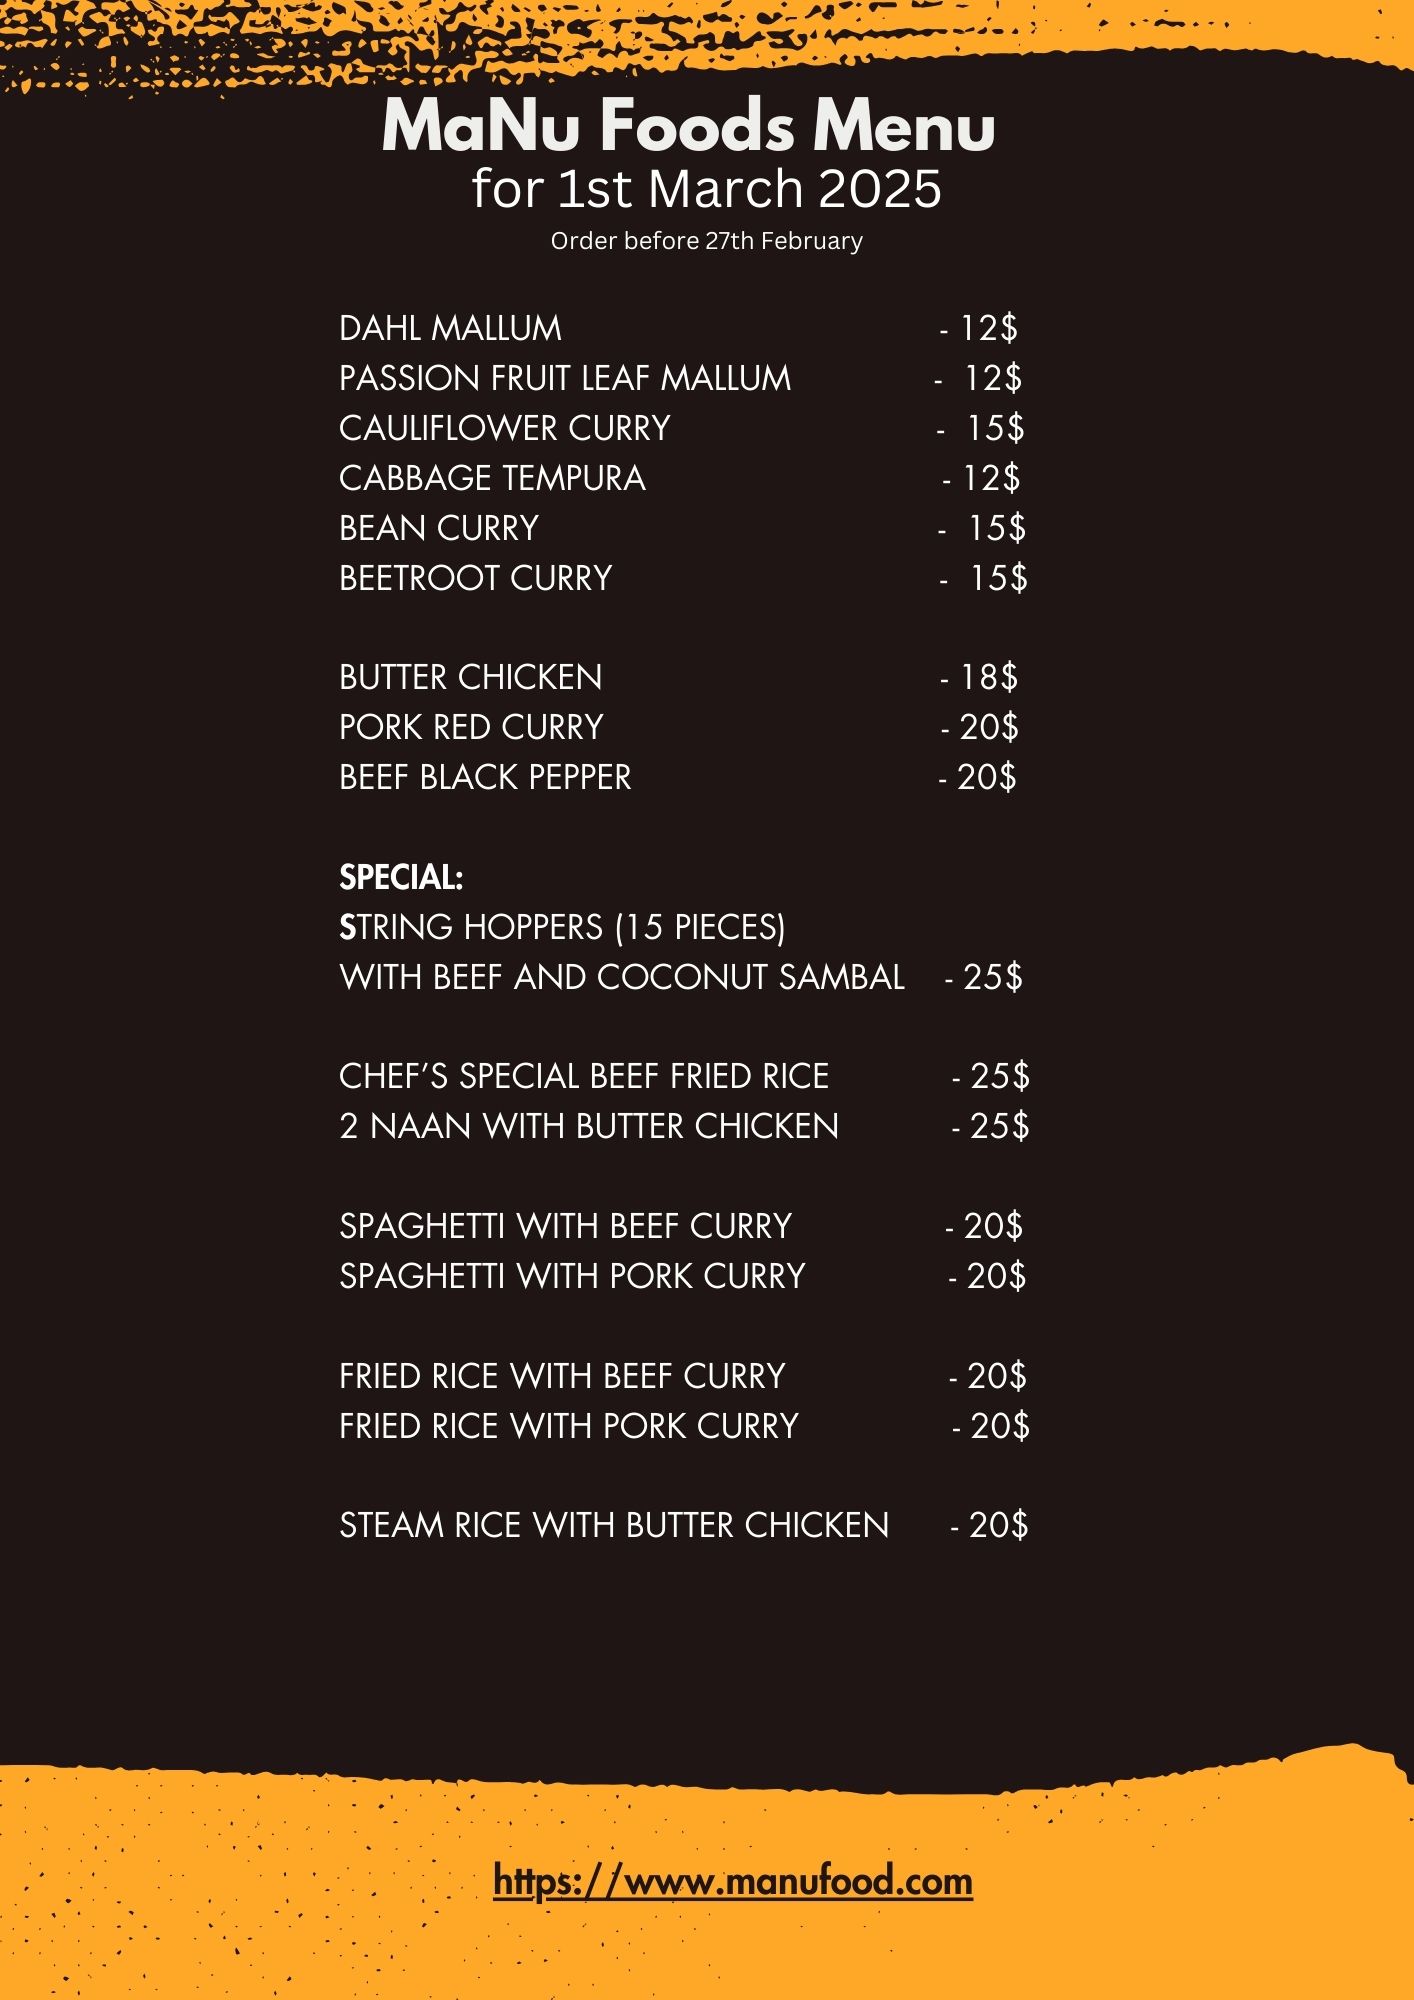 MaNu Foods Menu
for 1st March 2025
Order before 27th February
DAHL MALLUM - 12$
PASSION FRUIT LEAF MALLUM - 12$
CAULIFLOWER CURRY - 15$
CABBAGE TEMPURA - 12$
BEAN CURRY - 15$
BEETROOT CURRY - 15$
BUTTER CHICKEN - 18$
PORK RED CURRY - 20$
BEEF BLACK PEPPER - 20$
SPECIAL:
STRING HOPPERS (15 PIECES)
WITH BEEF AND COCONUT SAMBAL - 25$
CHEF’S SPECIAL BEEF FRIED RICE - 25$
2 NAAN WITH BUTTER CHICKEN - 25$
SPAGHETTI WITH BEEF CURRY - 20$
SPAGHETTI WITH PORK CURRY - 20$
FRIED RICE WITH BEEF CURRY - 20$
FRIED RICE WITH PORK CURRY - 20$
STEAM RICE WITH BUTTER CHICKEN - 20$
https://www.manufood.com